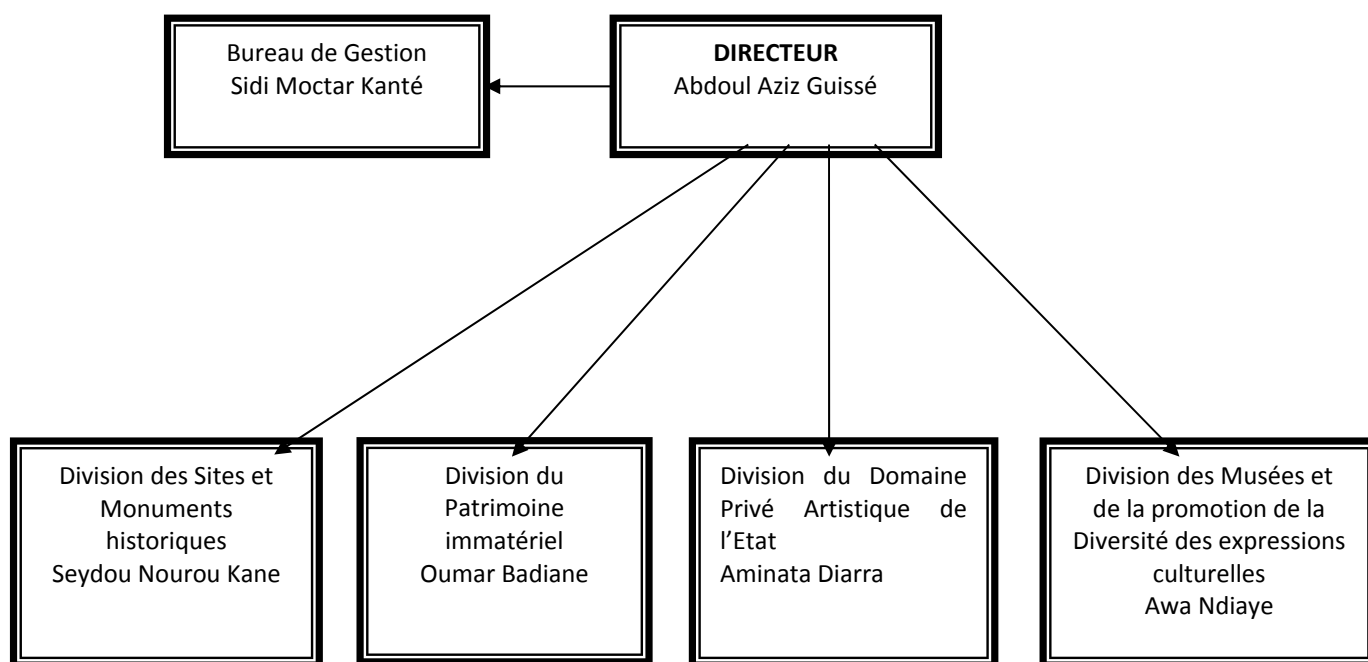 Bureau de Gestion
Sidi Moctar Kanté
DIRECTEUR
Abdoul Aziz Guissé
Division des Sites et
Monuments
historiques
Seydou Nourou Kane
Division du
Patrimoine
immatériel
Oumar Badiane
Division du Domaine
Privé Artistique de
l’Etat
Aminata Diarra
Division des Musées et
de la promotion de la
Diversité des expressions
culturelles
Awa Ndiaye